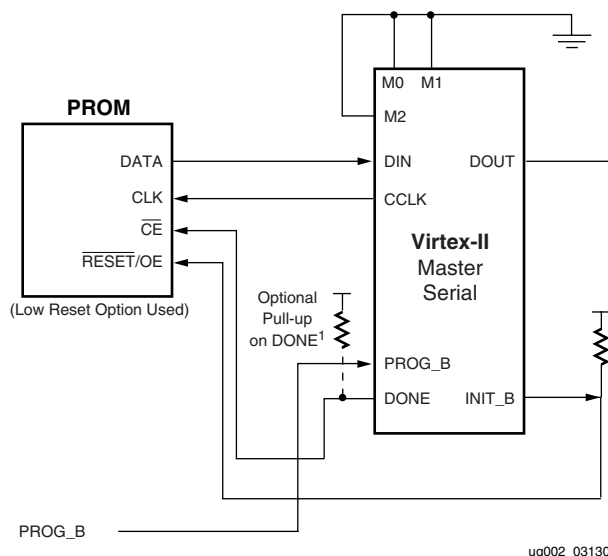 M0 M1
PROM
M2
DATA
DIN
DOUT
CLK
CCLK
CE
Virtex-II
Master
Serial
RESET/OE
(Low Reset Option Used)
Optional
Pull-up
on DONE1
PROG_B
DONE
INIT_B
PROG_B
ug002_03130